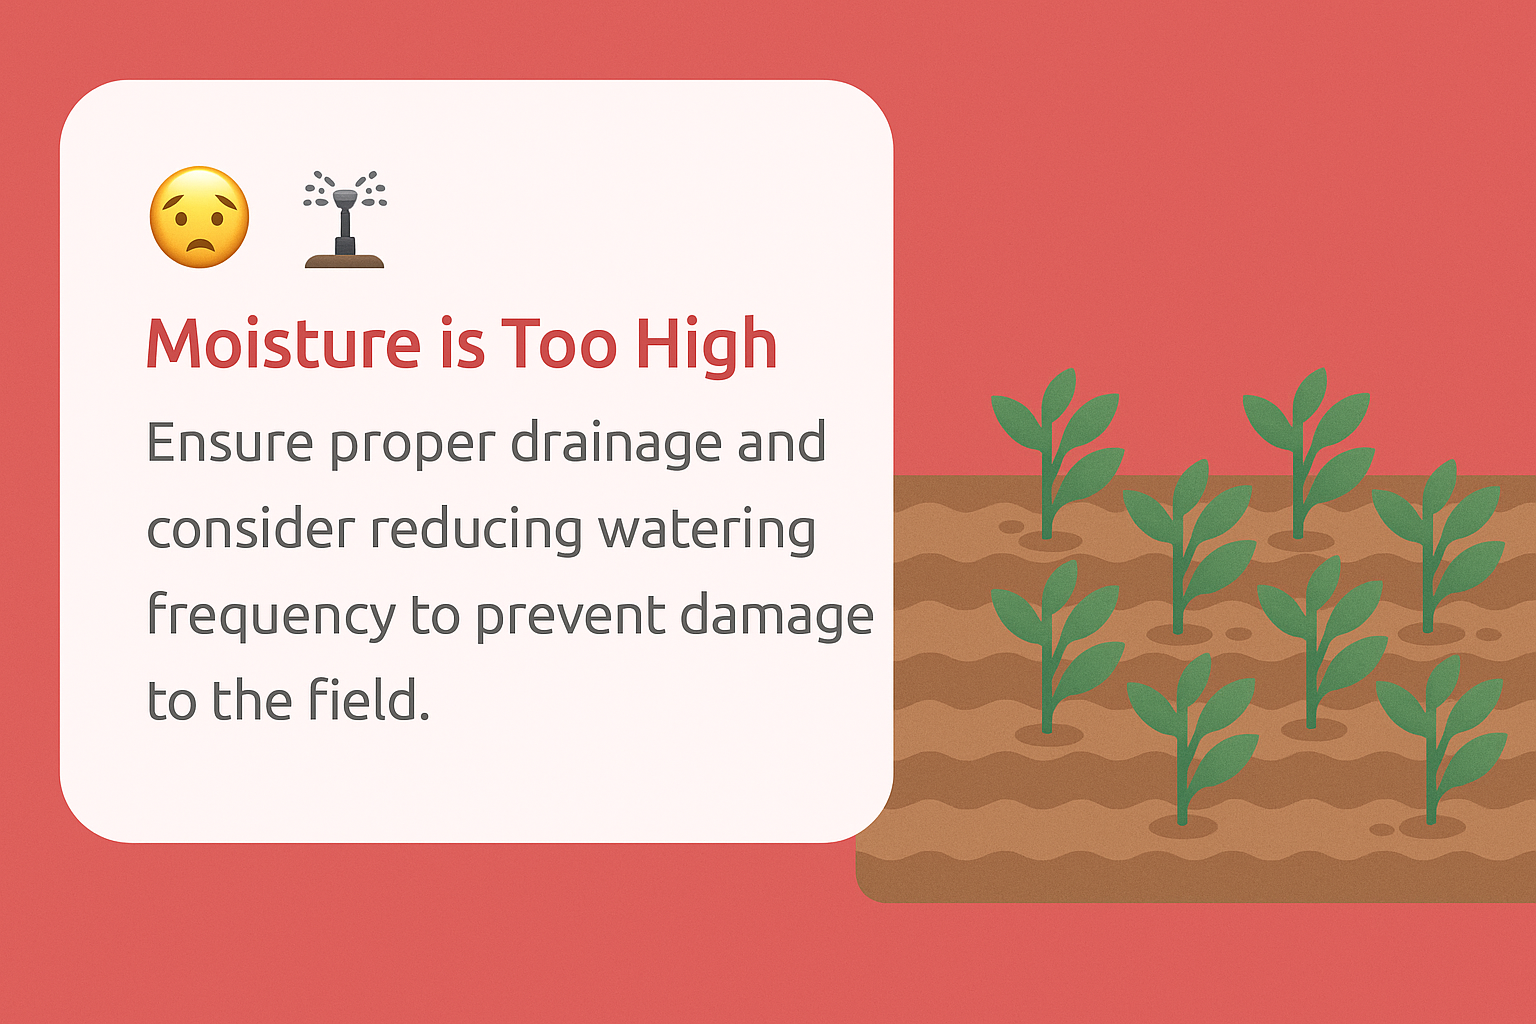 Moisture is Too High
Ensure proper drainage and
consider reducing watering
frequency to prevent damage
to the field.